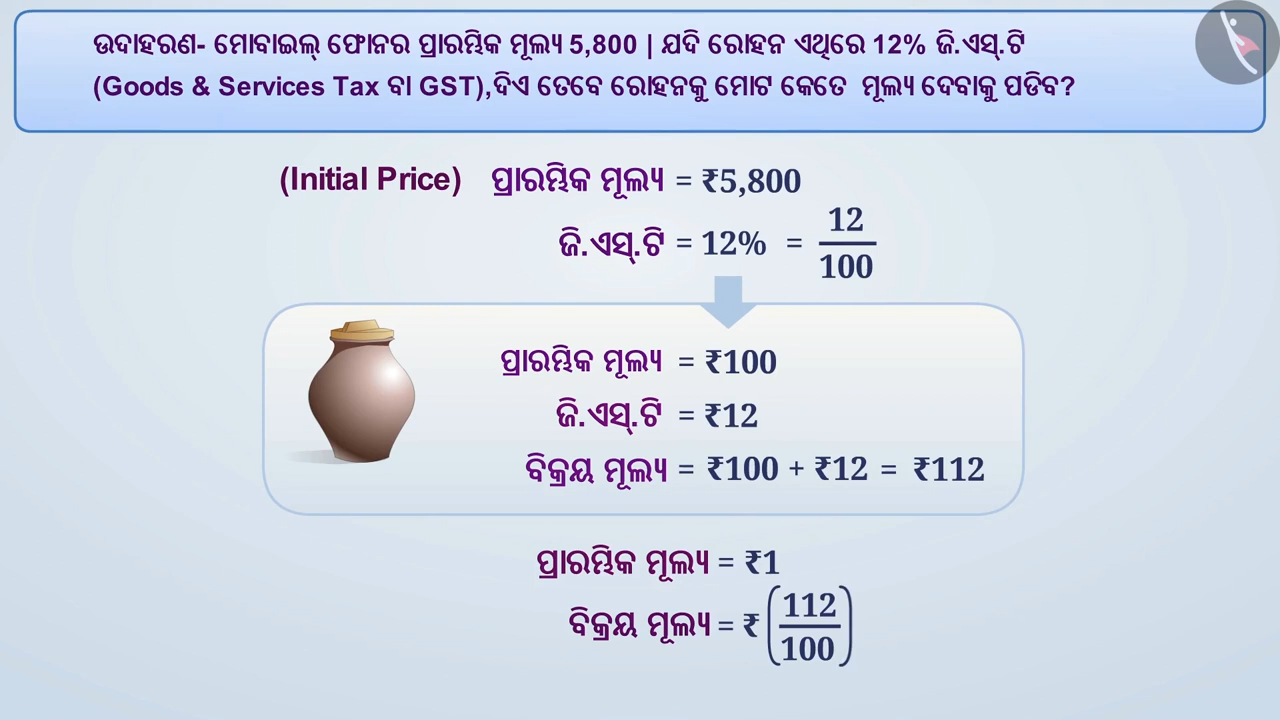 ଉଦାହରଣ- ମୋବାଇଲ୍ ଫୋନର ପ୍ରାରମ୍ଭିକ ମୂଲ୍ୟ 5,800 | ଯଦି ରୋହନ ଏଥିରେ 12% ଜି.ଏସ୍.ଟି
(Goods & Services Tax ବା GST),ଦିଏ ତେବେ ରୋହନକୁ ମୋଟ କେତେ ମୂଲ୍ୟ ଦେବାକୁ ପଡିବ?
(Initial Price) ପ୍ରାରମ୍ଭିକ ମୂଲ୍ୟ = ₹5,800
ଜି.ଏସ୍.ଟି = 12% = 12/100
ପ୍ରାରମ୍ଭିକ ମୂଲ୍ୟ = ₹100
ଜି.ଏସ୍.ଟି = ₹12
ବିକ୍ରୟ ମୂଲ୍ୟ = ₹100 + ₹12 = ₹112
ପ୍ରାରମ୍ଭିକ ମୂଲ୍ୟ = ₹1
ବିକ୍ରୟ ମୂଲ୍ୟ = ₹(112/100)